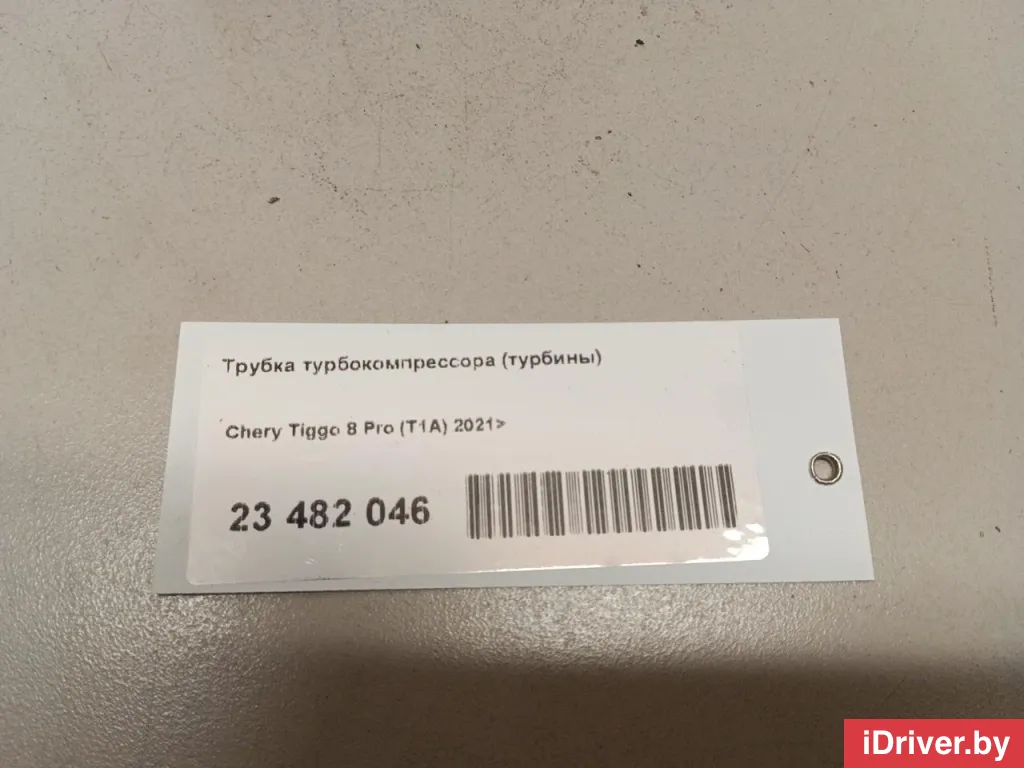 Трубка турбокомпрессора (турбины)
Chery Tiggo 8 Pro (T1A) 2021>
23 482 046
iDriver.by